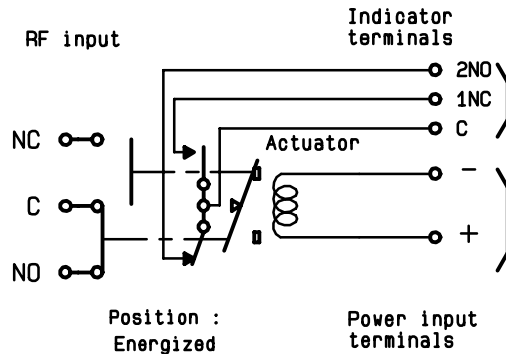 RF input
Indicator
terminals
2NO
1NC
C
Actuator
NC
C
NO
-
+
Position :
Energized
Power input
terminals